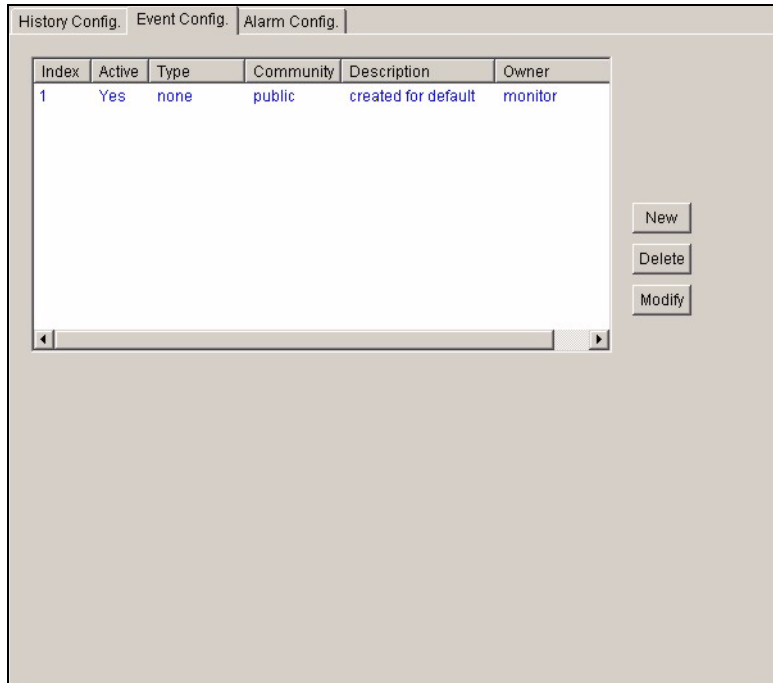 History Config. Event Config. Alarm Config.
Index Active Type Community Description Owner
1 Yes none public created for default monitor
New
Delete
Modify